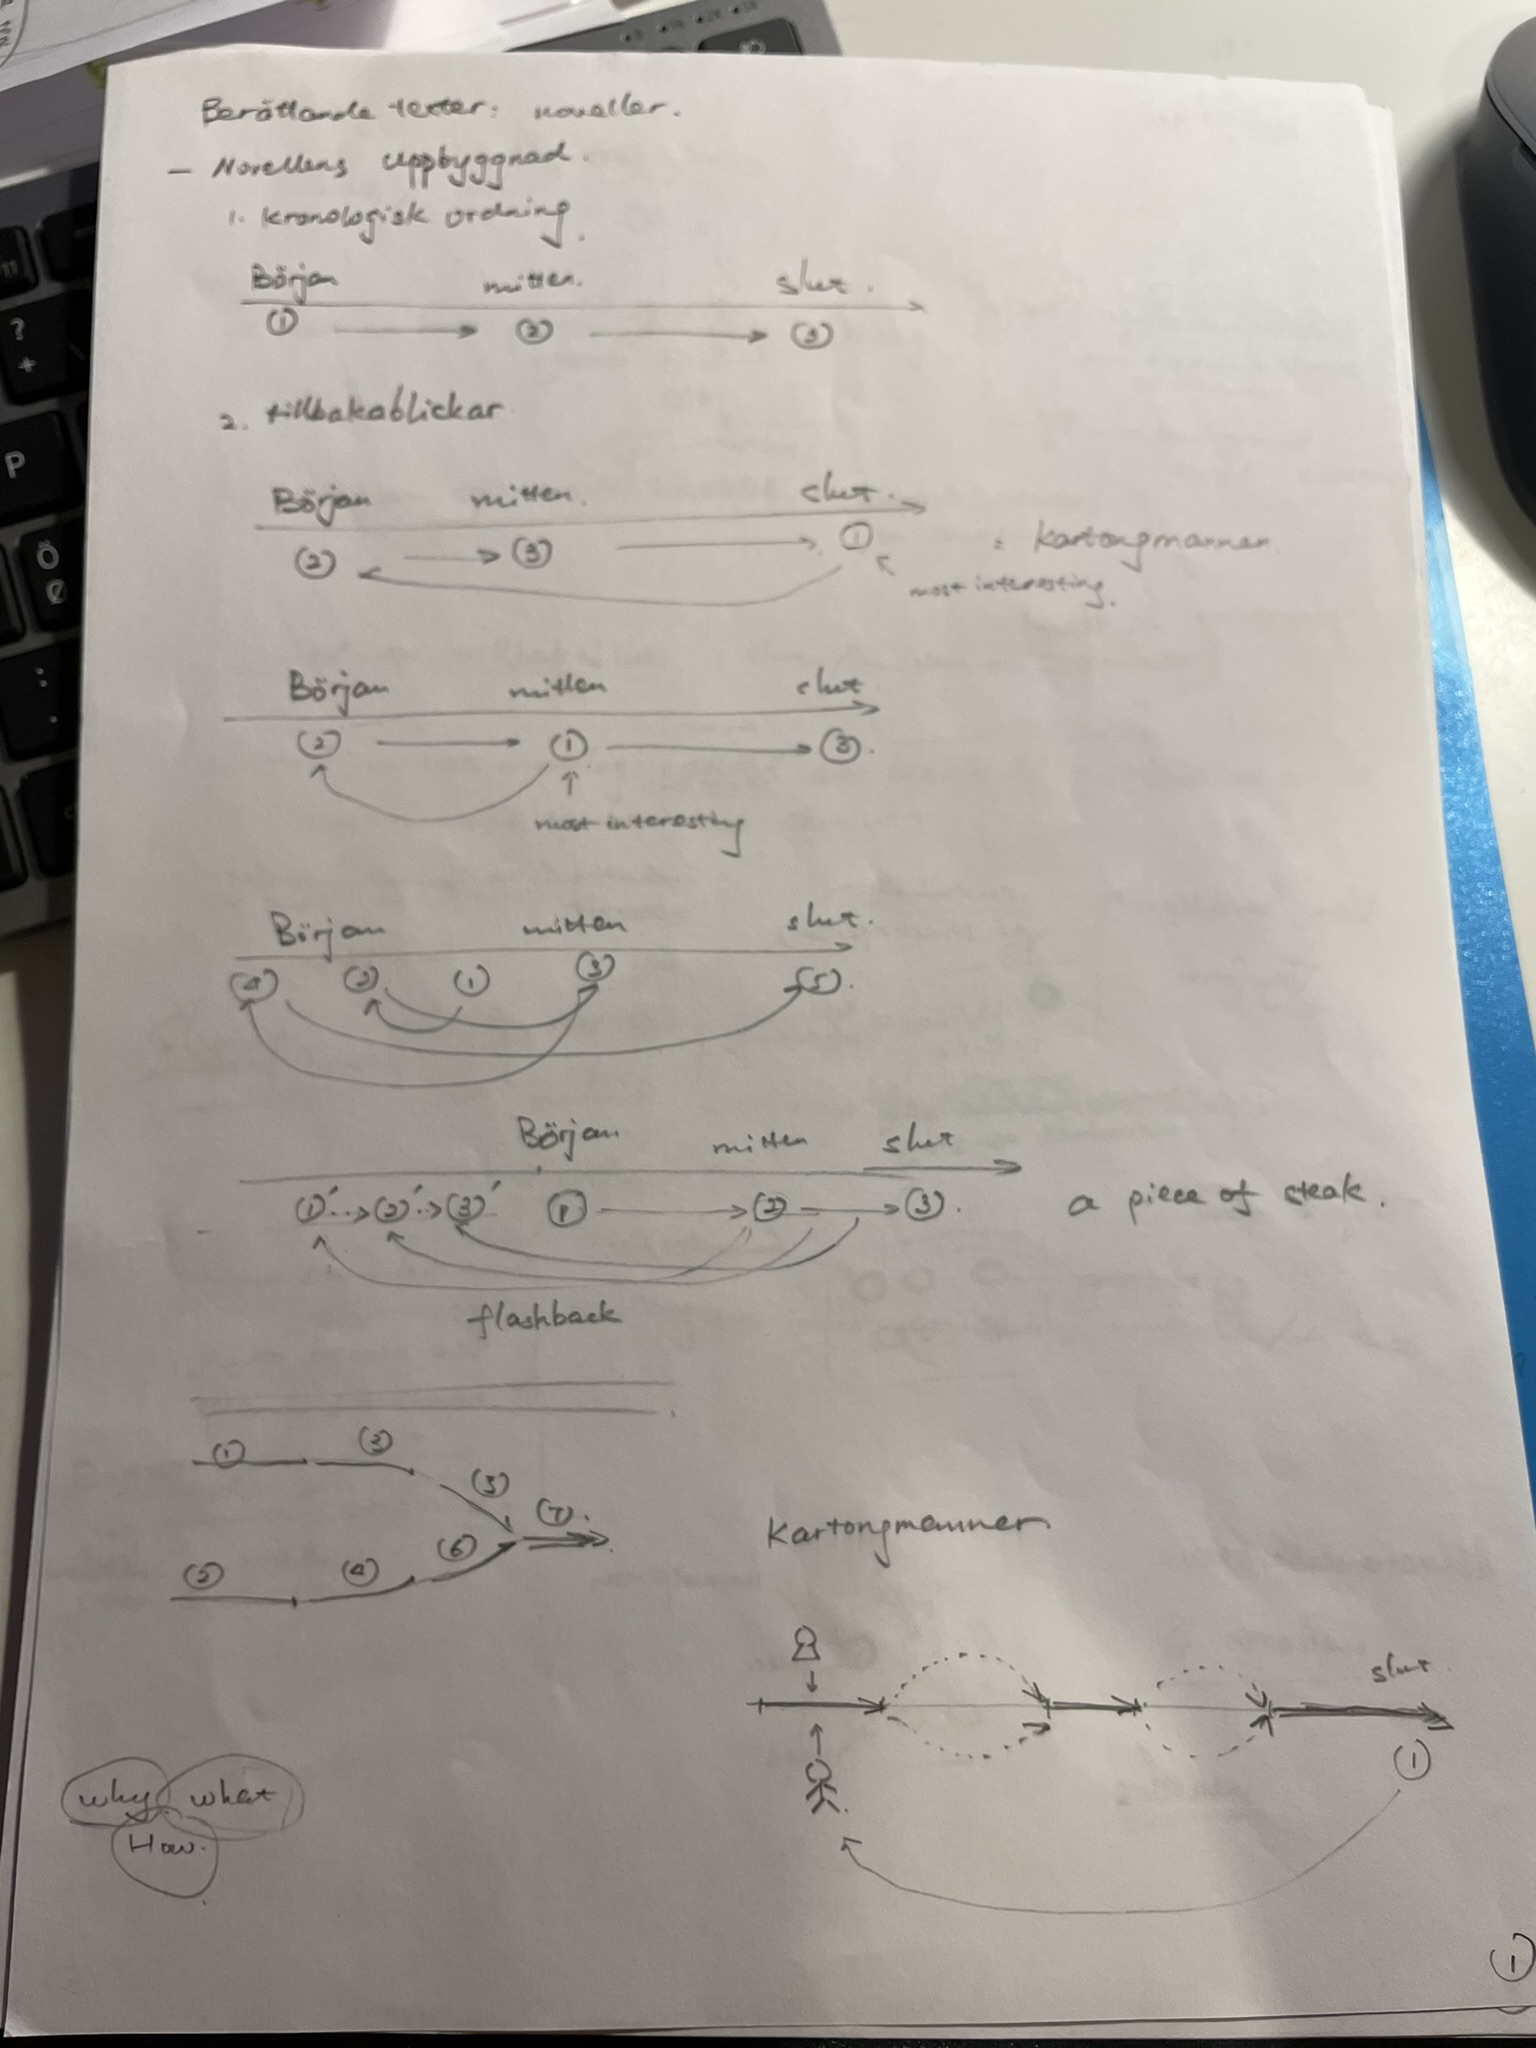 Berättande texter: noveller.
- Novellens uppbyggnad.
1. kronologisk ordning.
Början mitten. slut.
① ② ③
2. tillbakablickar
Början mitten. slut.
② ③ ① = kartongmannen
most interesting.
Början mitten slut
② ① ③.
most interesting
Början mitten slut.
④ ② ① ③ ⑤.
Början mitten slut
①' ②' ③' ① ② ③. a piece of steak.
flashback
① ③
⑤ ⑦.
② ④ ⑥
Kartongmannen
slut.
①
why what
How.
①